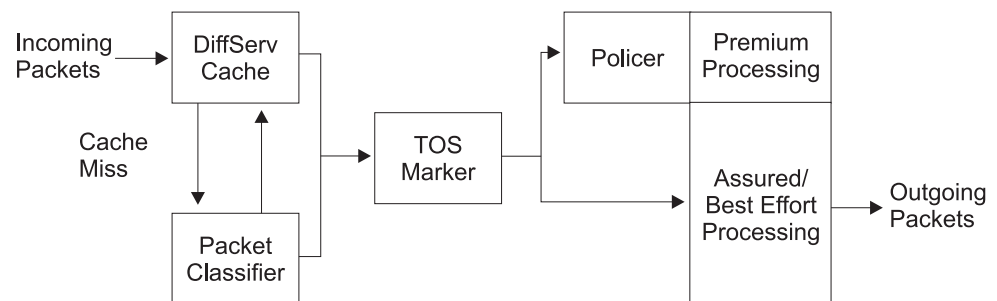 Incoming
Packets
DiffServ
Cache
Cache
Miss
Packet
Classifier
TOS
Marker
Policer
Premium
Processing
Assured/
Best Effort
Processing
Outgoing
Packets